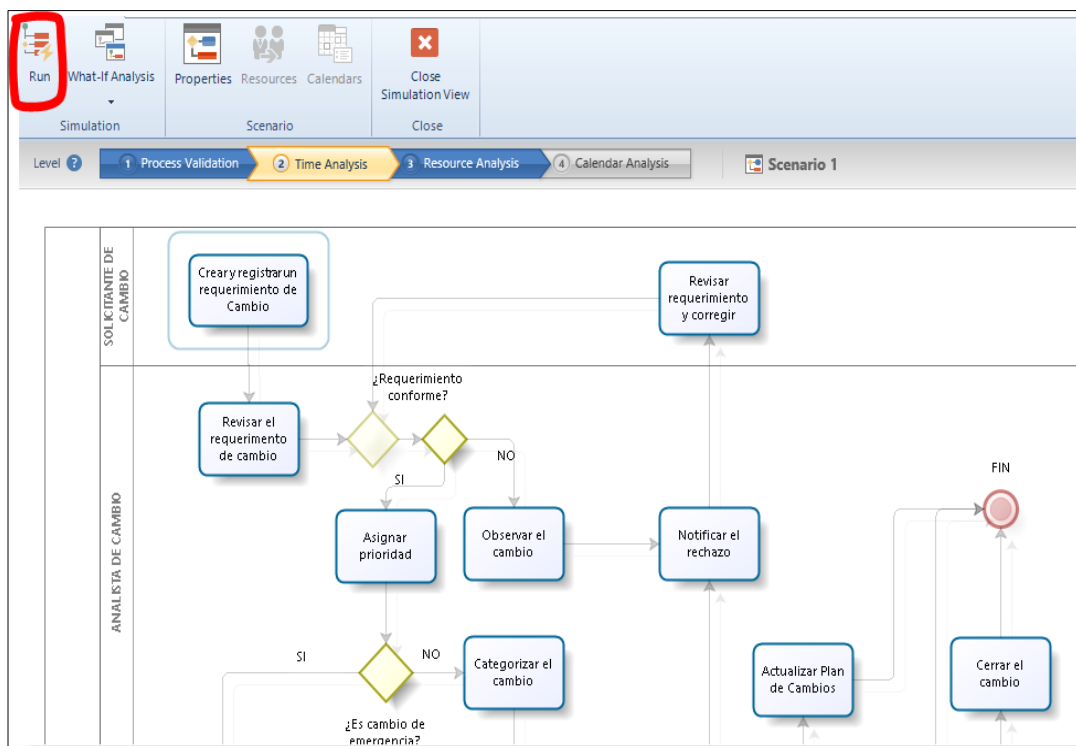 Run
What-If Analysis
Properties
Resources
Calendars
Close
Simulation View
Simulation
Scenario
Close
Level ?
1 Process Validation
2 Time Analysis
3 Resource Analysis
4 Calendar Analysis
Scenario 1
SOLICITANTE DE
CAMBIO
Crear y registrar un
requerimiento de
Cambio
Revisar
requerimiento
y corregir
ANALISTA DE CAMBIO
¿Requerimiento
conforme?
Revisar el
requerimento
de cambio
SI
NO
FIN
Asignar
prioridad
Observar el
cambio
Notificar el
rechazo
SI
NO
Categorizar el
cambio
Actualizar Plan
de Cambios
Cerrar el
cambio
¿Es cambio de
emergencia?